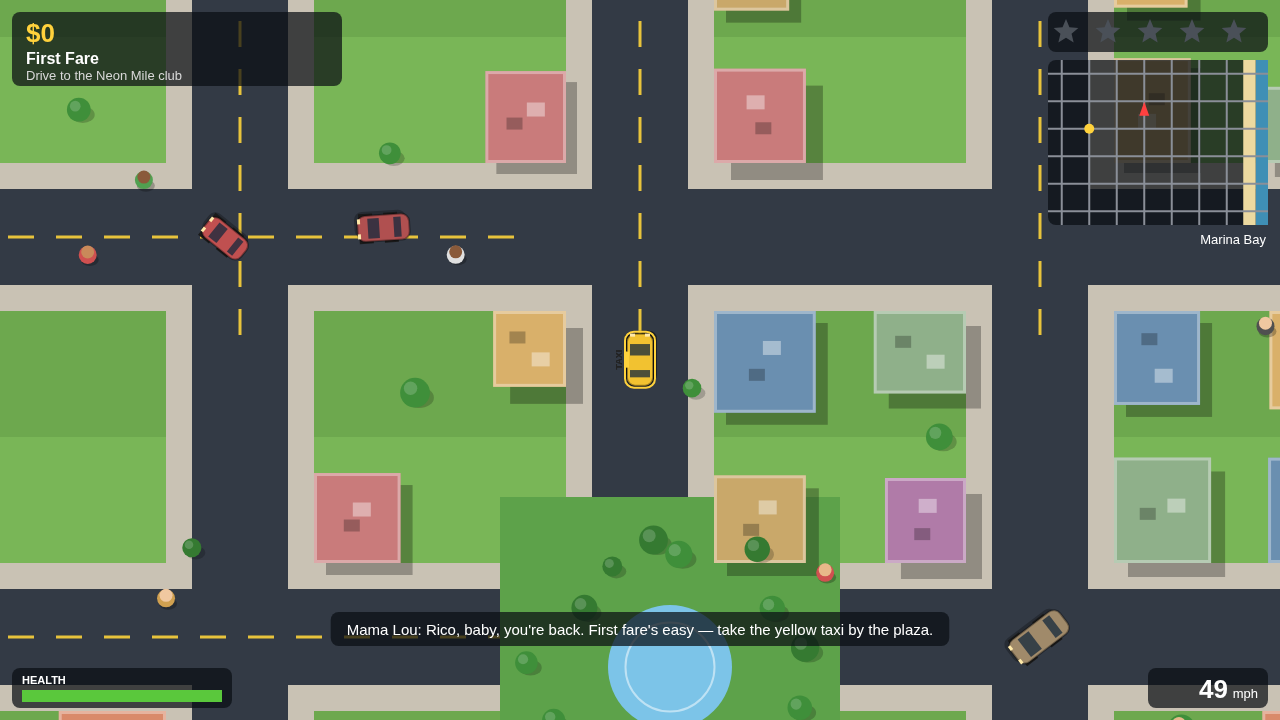 $0
First Fare
Drive to the Neon Mile club
Marina Bay
Mama Lou: Rico, baby, you're back. First fare's easy — take the yellow taxi by the plaza.
HEALTH
49 mph